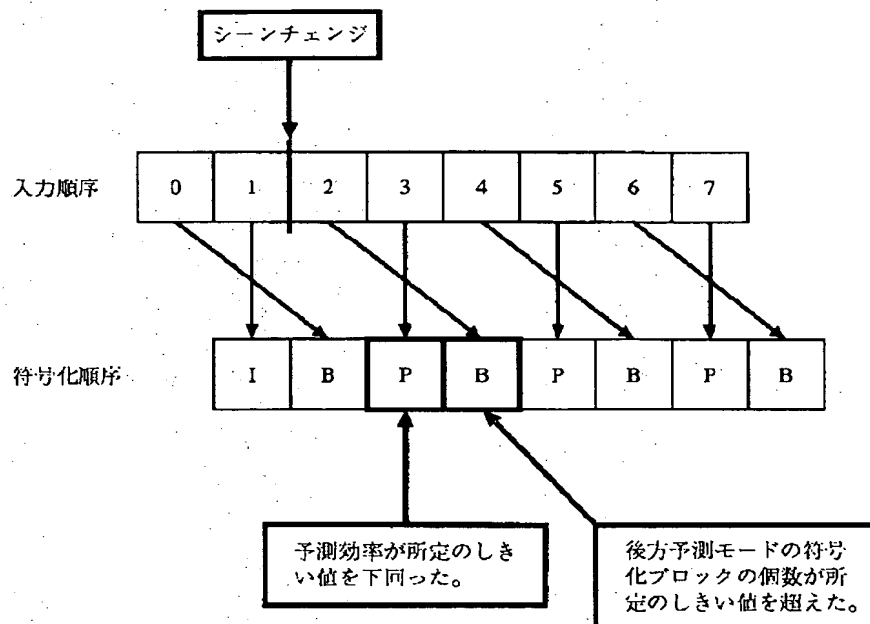 シーンチェンジ
入力順序 0 1 2 3 4 5 6 7
符号化順序 I B P B P B P B
予測効率が所定のしき
い値を下回った。
後方予測モードの符号
化ブロックの個数が所
定のしきい値を超えた。